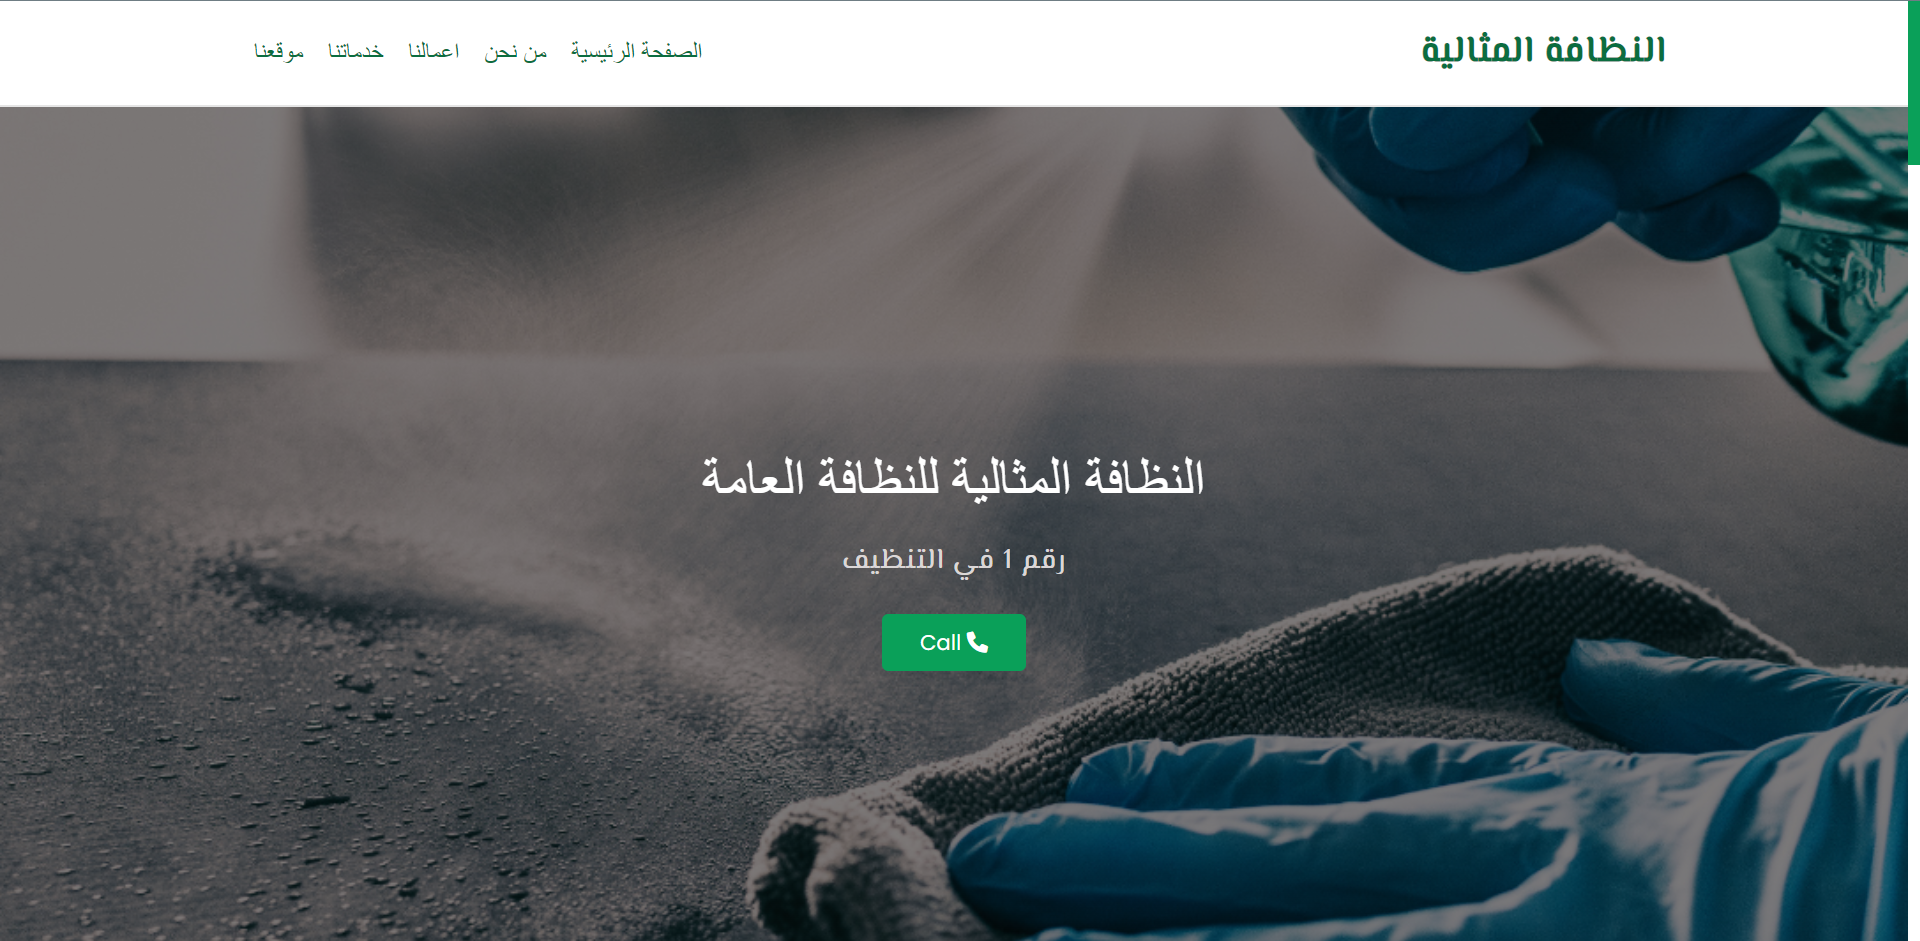 النظافة المثالية
الصفحة الرئيسية من نحن اعمالنا خدماتنا موقعنا
النظافة المثالية للنظافة العامة
رقم 1 في التنظيف
Call